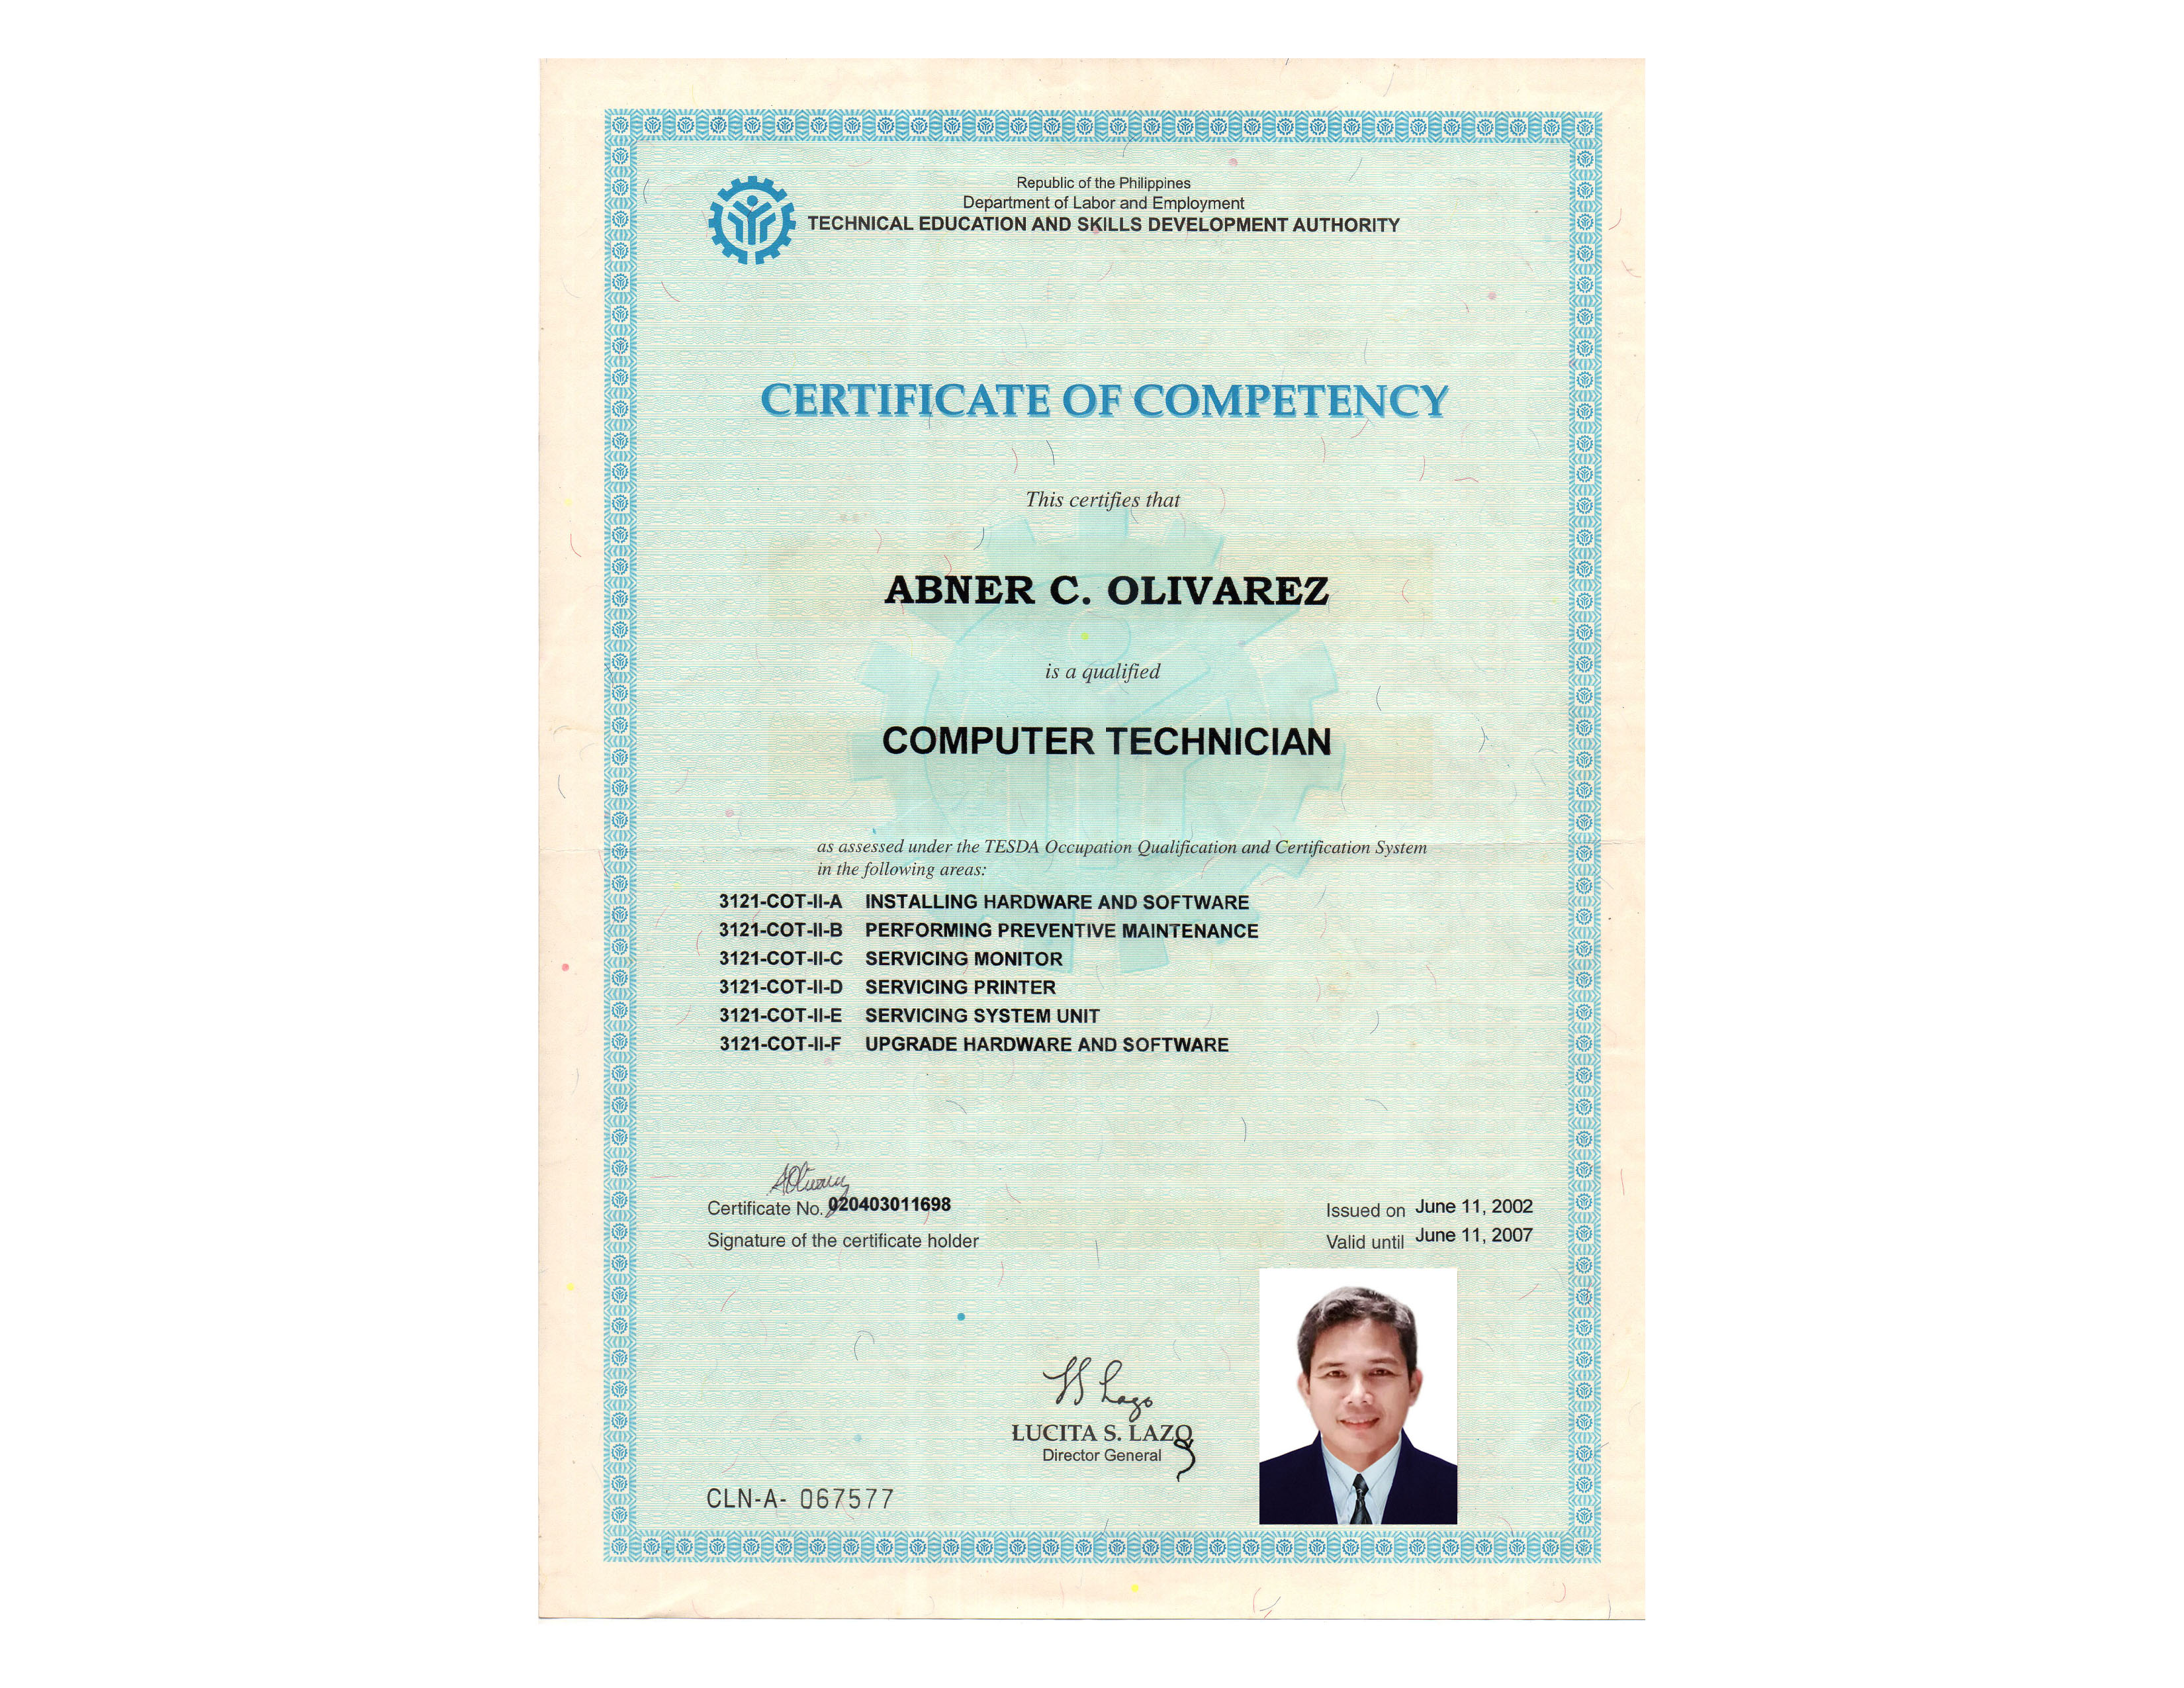 Republic of the Philippines
Department of Labor and Employment
TECHNICAL EDUCATION AND SKILLS DEVELOPMENT AUTHORITY
CERTIFICATE OF COMPETENCY
This certifies that
ABNER C. OLIVAREZ
is a qualified
COMPUTER TECHNICIAN
as assessed under the TESDA Occupation Qualification and Certification System
in the following areas:
3121-COT-II-A INSTALLING HARDWARE AND SOFTWARE
3121-COT-II-B PERFORMING PREVENTIVE MAINTENANCE
3121-COT-II-C SERVICING MONITOR
3121-COT-II-D SERVICING PRINTER
3121-COT-II-E SERVICING SYSTEM UNIT
3121-COT-II-F UPGRADE HARDWARE AND SOFTWARE
AOlivarez
Certificate No. 020403011698
Signature of the certificate holder
Issued on June 11, 2002
Valid until June 11, 2007
LS Lazo
LUCITA S. LAZO
Director General
CLN-A- 067577